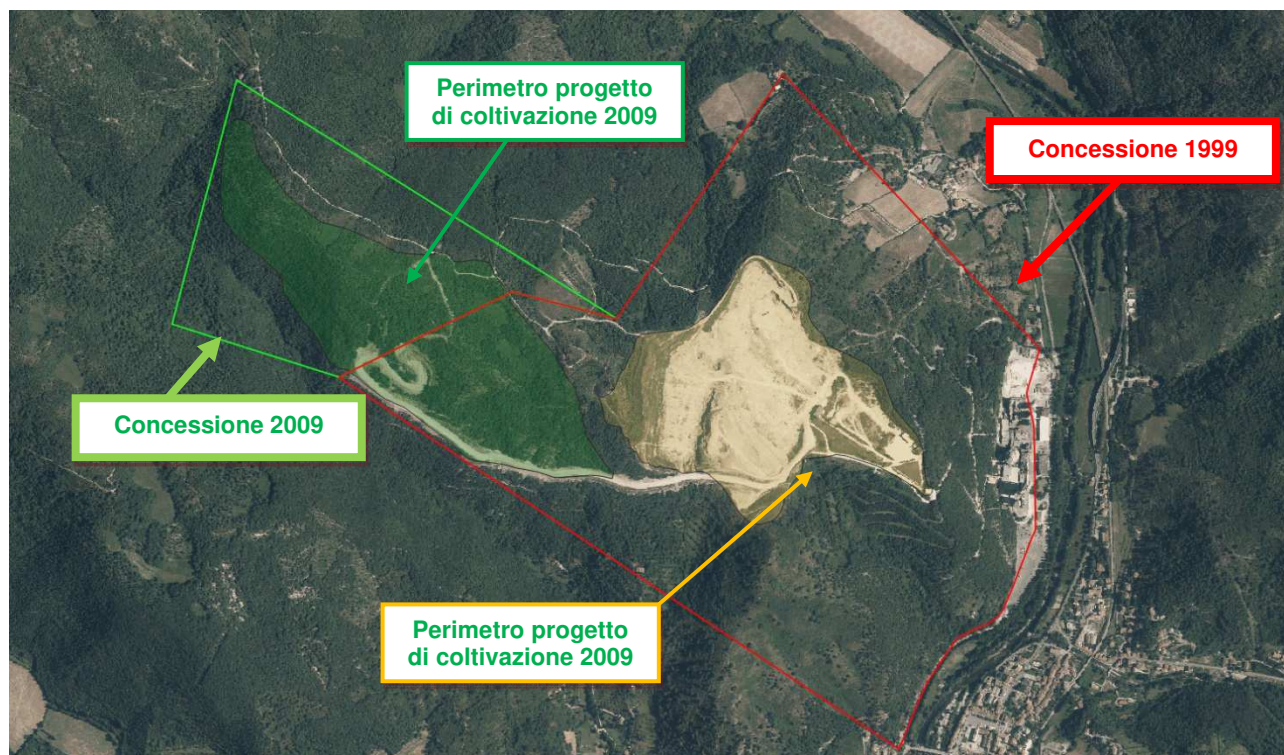 Perimetro progetto
di coltivazione 2009
Concessione 1999
Concessione 2009
Perimetro progetto
di coltivazione 2009